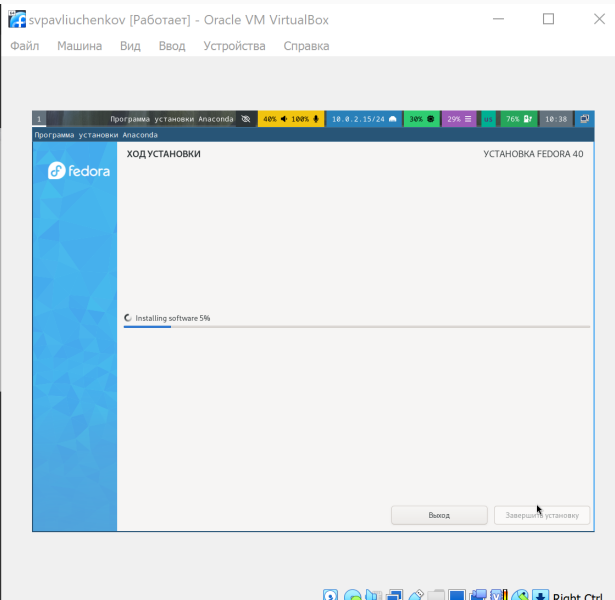 svpavliuchenkov [Работает] - Oracle VM VirtualBox
Файл Машина Вид Ввод Устройства Справка
1 Программа установки Anaconda 40% 100% 10.0.2.15/24 30% 29% us 76% 10:38
Программа установки Anaconda
fedora
ХОД УСТАНОВКИ УСТАНОВКА FEDORA 40
Installing software 5%
Выход Завершить установку
Right Ctrl